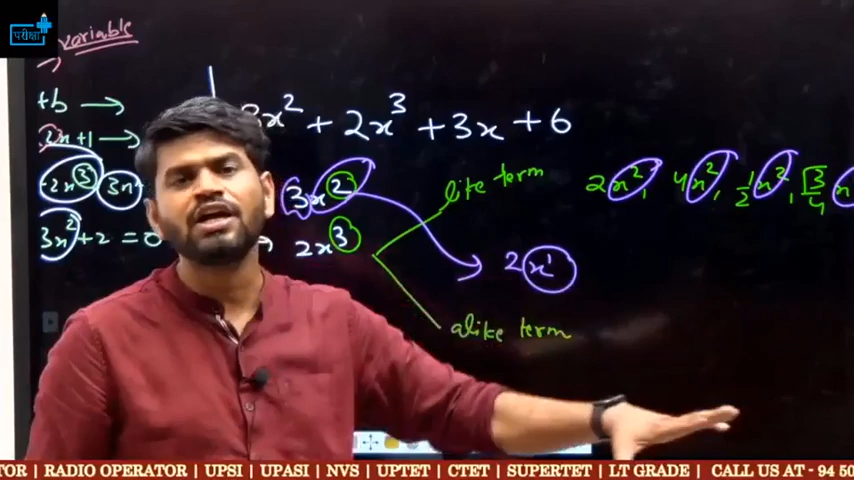 परीक्षा
variable
+b →
2x+1 →
3x² + 2x³ + 3x + 6
-2x³ 3x
3x²
like term
2x², 4x², 1/2 x², √3/4 x
3x²+2 = 0
2x³
2x¹
alike term
TOR | RADIO OPERATOR | UPSI | UPASI | NVS | UPTET | CTET | SUPERTET | LT GRADE | CALL US AT - 94 50